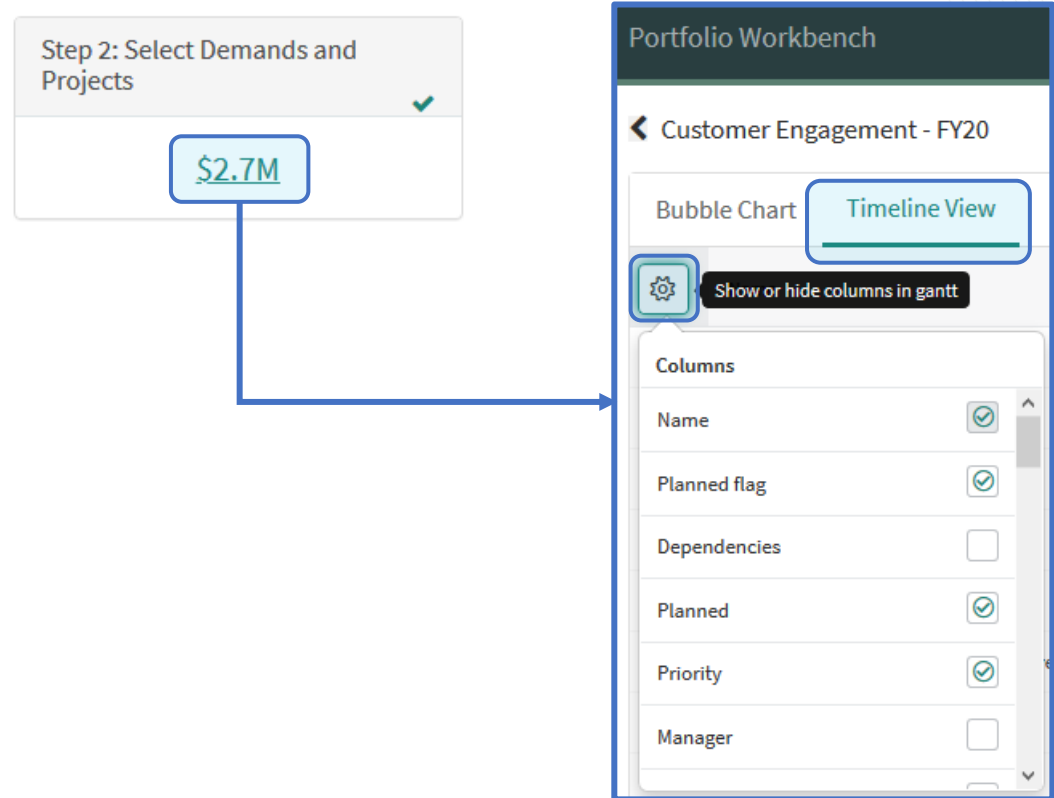 Step 2: Select Demands and
Projects
$2.7M
Portfolio Workbench
Customer Engagement - FY20
Bubble Chart
Timeline View
Show or hide columns in gantt
Columns
Name
Planned flag
Dependencies
Planned
Priority
Manager